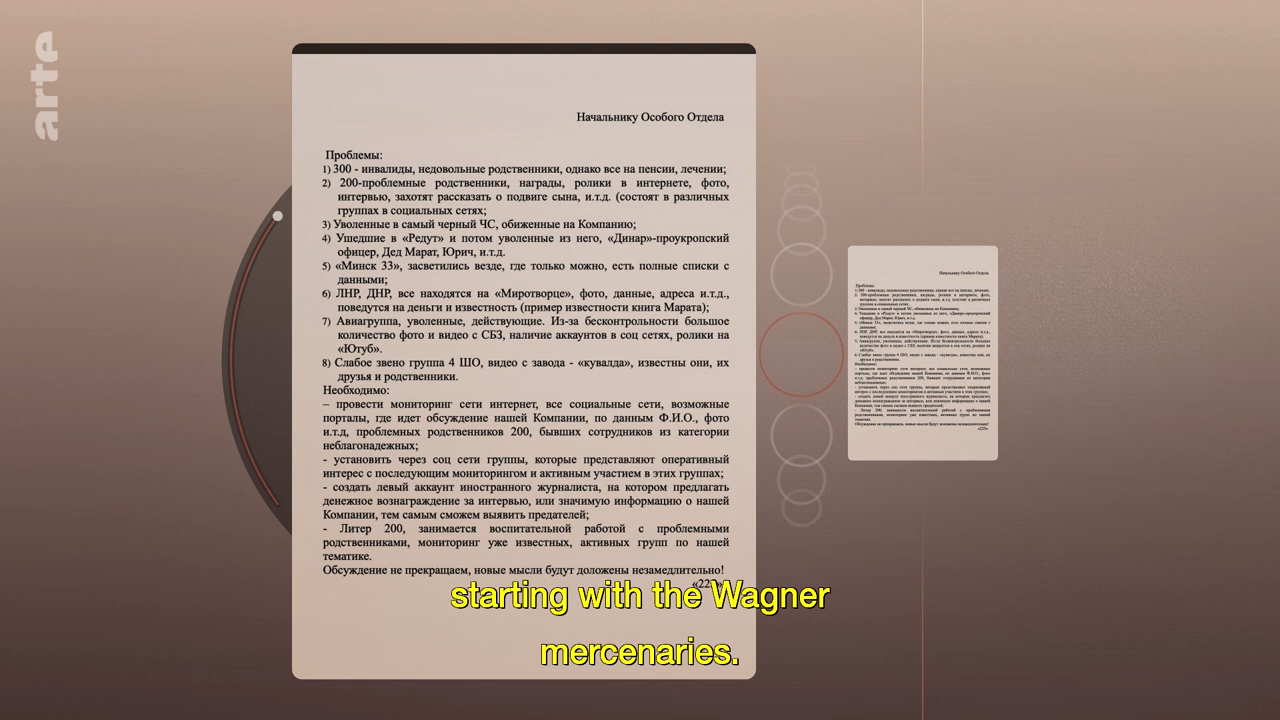 arte
Начальнику Особого Отдела
Проблемы:
1) 300 - инвалиды, недовольные родственники, однако все на пенсии, лечении;
2) 200-проблемные родственники, награды, ролики в интернете, фото,
интервью, захотят рассказать о подвиге сына, и.т.д. (состоят в различных
группах в социальных сетях;
3) Уволенные в самый черный ЧС, обиженные на Компанию;
4) Ушедшие в «Редут» и потом уволенные из него, «Динар»-проукропский
офицер, Дед Марат, Юрич, и.т.д.
5) «Минск 33», засветились везде, где только можно, есть полные списки с
данными;
6) ЛНР, ДНР, все находятся на «Миротворце», фото, данные, адреса и.т.д.,
поведутся на деньги и известность (пример известности книга Марата);
7) Авиагруппа, уволенные, действующие. Из-за бесконтрольности большое
количество фото и видео с СБЗ, наличие аккаунтов в соц сетях, ролики на
«Ютуб».
8) Слабое звено группа 4 ШО, видео с завода - «кувалда», известны они, их
друзья и родственники.
Необходимо:
– провести мониторинг сети интернет, все социальные сети, возможные
порталы, где идет обсуждение нашей Компании, по данным Ф.И.О., фото
и.т.д, проблемных родственников 200, бывших сотрудников из категории
неблагонадежных;
- установить через соц сети группы, которые представляют оперативный
интерес с последующим мониторингом и активным участием в этих группах;
- создать левый аккаунт иностранного журналиста, на котором предлагать
денежное вознаграждение за интервью, или значимую информацию о нашей
Компании, тем самым сможем выявить предателей;
- Литер 200, занимается воспитательной работой с проблемными
родственниками, мониторинг уже известных, активных групп по нашей
тематике.
Обсуждение не прекращаем, новые мысли будут доложены незамедлительно!
starting with the Wagner
mercenaries.